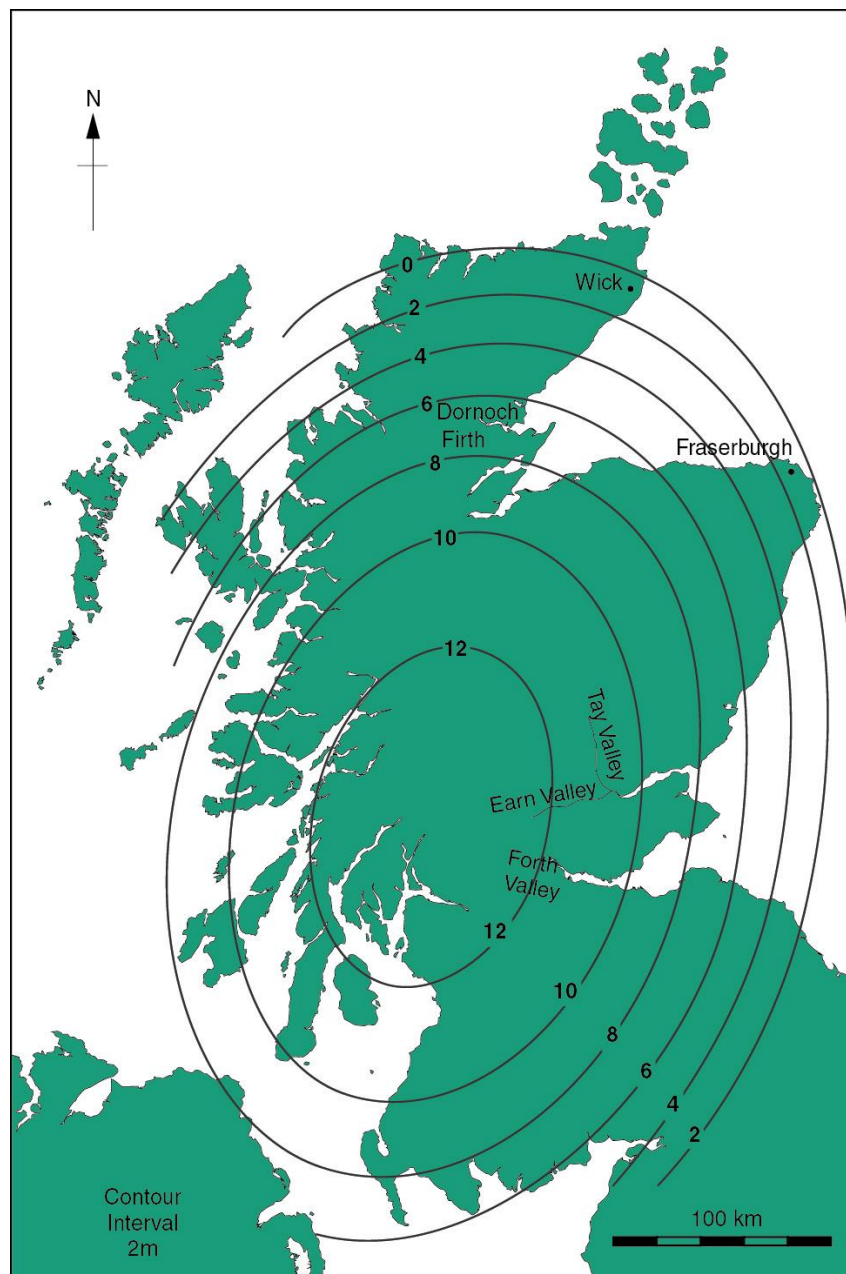 N
0
Wick
2
4
6
Dornoch
Firth
Fraserburgh
8
10
12
Tay Valley
Earn Valley
Forth
Valley
12
10
8
6
4
2
Contour
Interval
2m
100 km